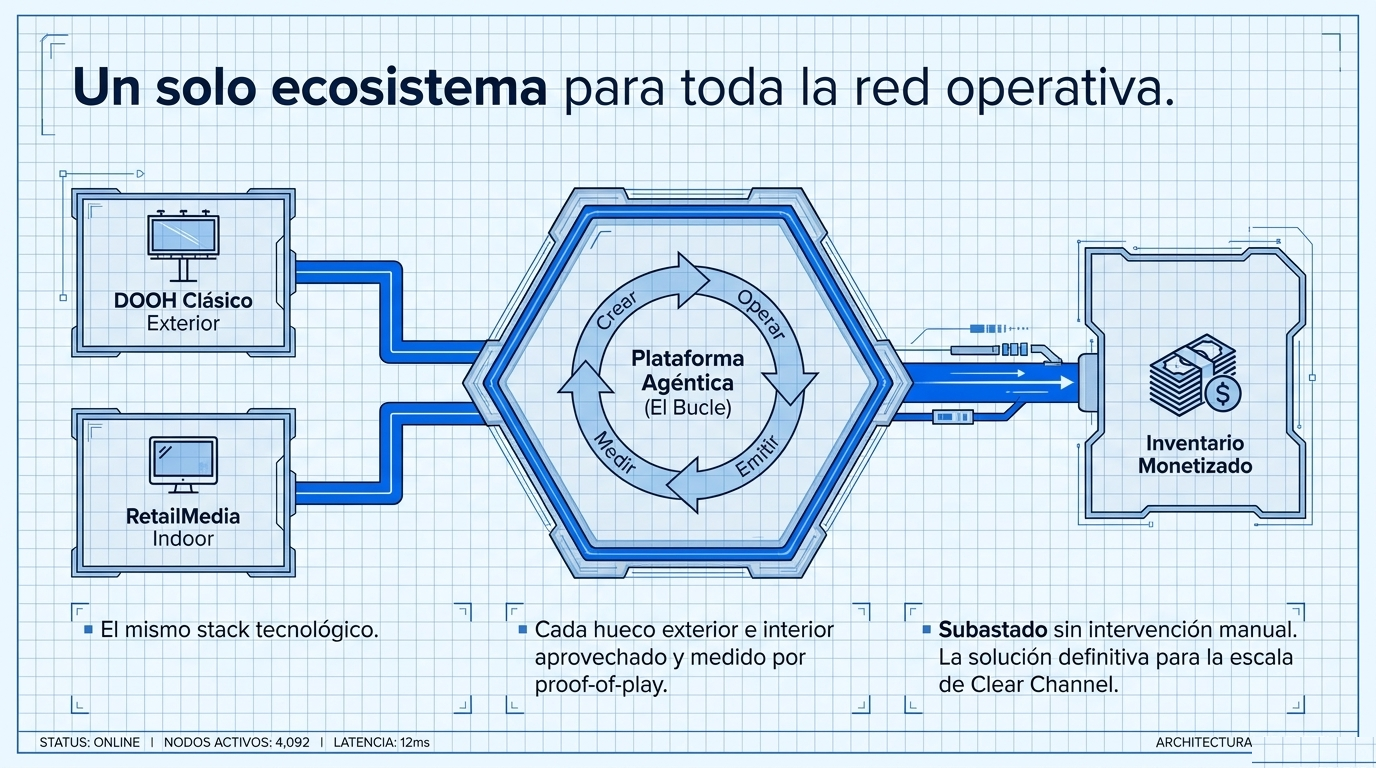 Un solo ecosistema para toda la red operativa.
DOOH Clásico
Exterior
RetailMedia
Indoor
Crear
Operar
Emitir
Medir
Plataforma
Agéntica
(El Bucle)
$
Inventario
Monetizado
El mismo stack tecnológico.
Cada hueco exterior e interior
aprovechado y medido por
proof-of-play.
Subastado sin intervención manual.
La solución definitiva para la escala
de Clear Channel.
STATUS: ONLINE | NODOS ACTIVOS: 4,092 | LATENCIA: 12ms
ARCHITECTURA